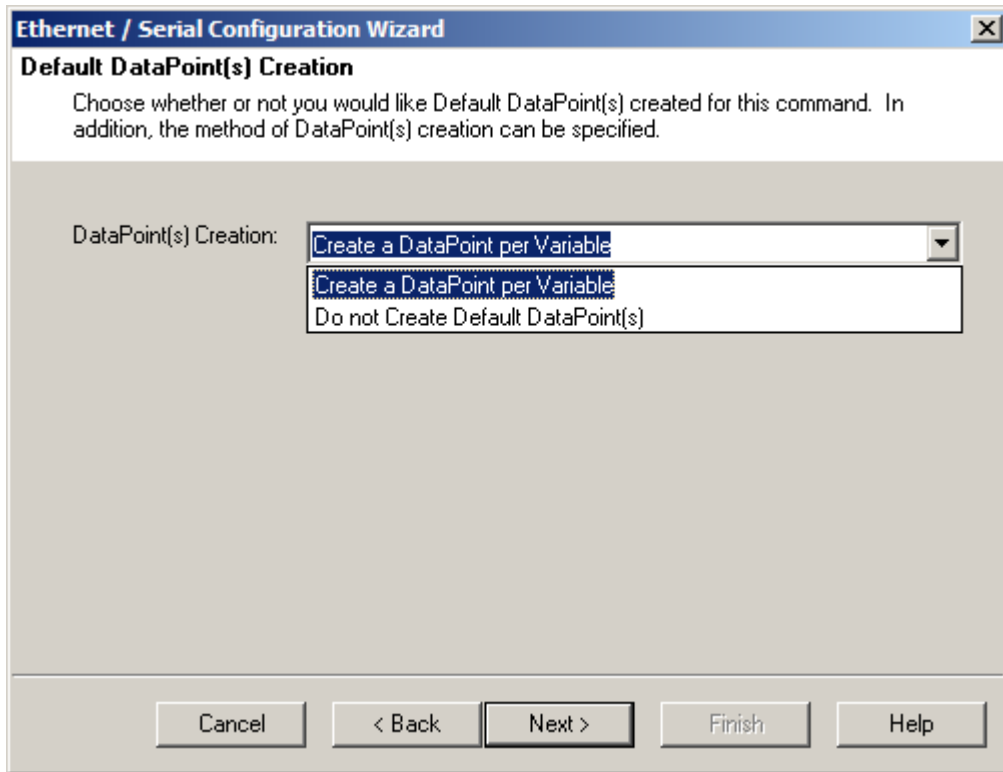 Ethernet / Serial Configuration Wizard
Default DataPoint(s) Creation
Choose whether or not you would like Default DataPoint(s) created for this command.  In
addition, the method of DataPoint(s) creation can be specified.
DataPoint(s) Creation:
Create a DataPoint per Variable
Create a DataPoint per Variable
Do not Create Default DataPoint(s)
Cancel
< Back
Next >
Finish
Help